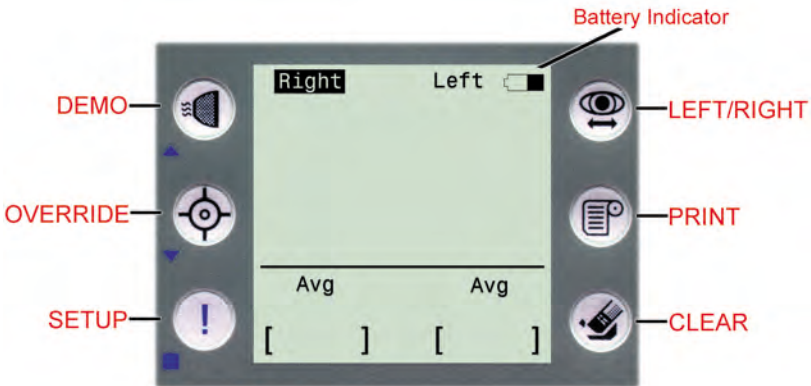 Battery Indicator
Right Left
DEMO
LEFT/RIGHT
OVERRIDE
PRINT
Avg Avg
SETUP
!
CLEAR
[ ] [ ]